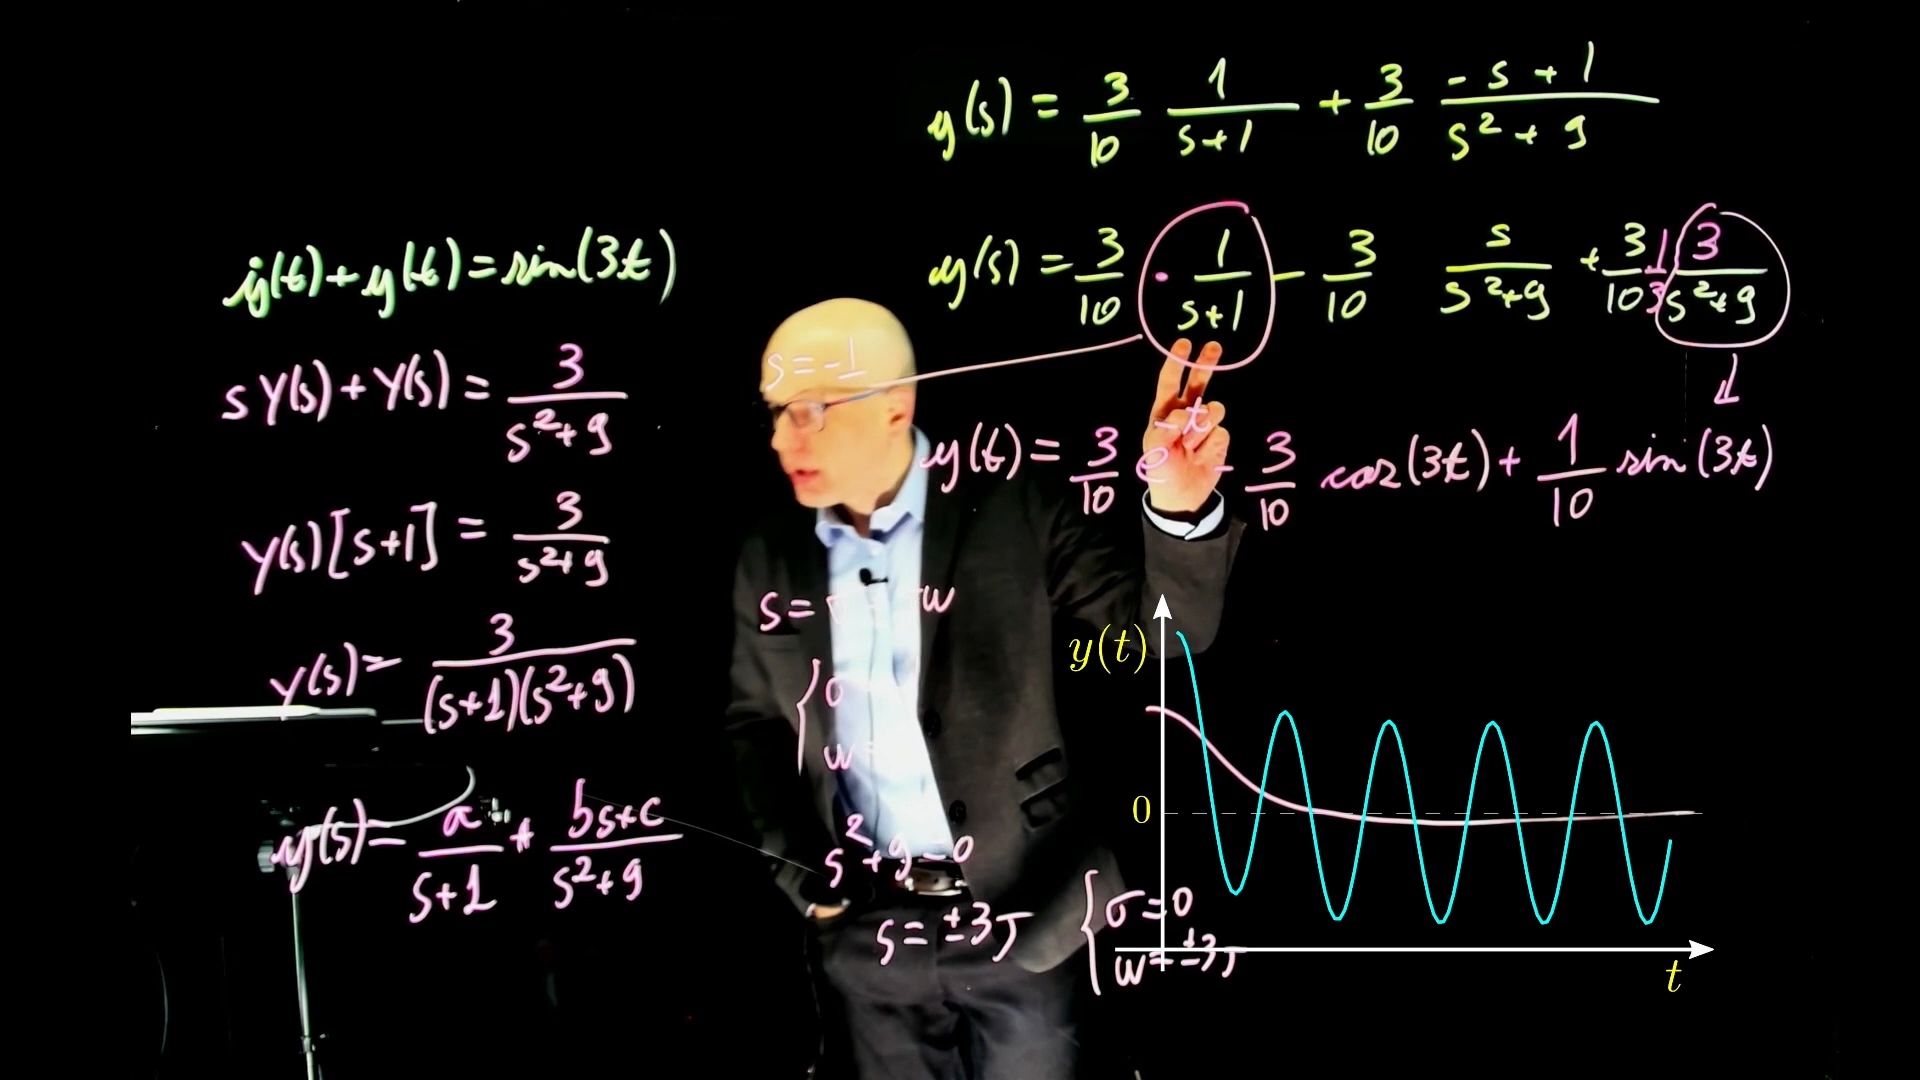 ẏ(t) + y(t) = sin(3t)
s Y(s) + Y(s) = 3/(s²+9)
Y(s)[s+1] = 3/(s²+9)
Y(s) = 3/((s+1)(s²+9))
y(s) = a/(s+1) + (bs+c)/(s²+9)
s = -1
s = ω
{σ
ω
s²+9=0
s = ±3J
{σ=0
ω=±3J
y(s) = 3/10 1/(s+1) + 3/10 (-s+1)/(s²+9)
y(s) = 3/10 · 1/(s+1) - 3/10 s/(s²+9) + 3/10 1/3 3/(s²+9)
y(t) = 3/10 e^-t - 3/10 cos(3t) + 1/10 sin(3t)
y(t)
0
t